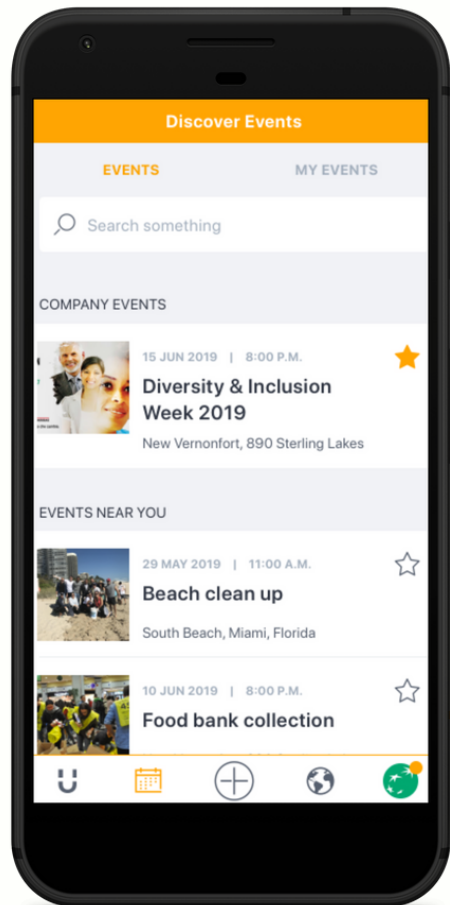 Discover Events
EVENTS MY EVENTS
Search something
COMPANY EVENTS
15 JUN 2019 | 8:00 P.M.
Diversity & Inclusion
Week 2019
New Vernonfort, 890 Sterling Lakes
EVENTS NEAR YOU
29 MAY 2019 | 11:00 A.M.
Beach clean up
South Beach, Miami, Florida
10 JUN 2019 | 8:00 P.M.
Food bank collection